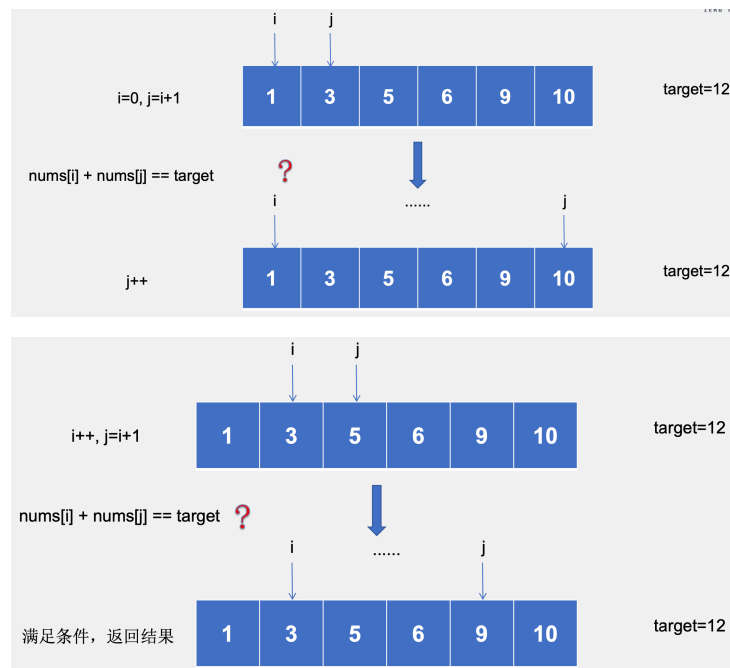 i j
i=0, j=i+1 1 3 5 6 9 10 target=12
nums[i] + nums[j] == target ?
i ...... j
j++ 1 3 5 6 9 10 target=12
i j
i++, j=i+1 1 3 5 6 9 10 target=12
nums[i] + nums[j] == target ?
i ...... j
满足条件，返回结果 1 3 5 6 9 10 target=12